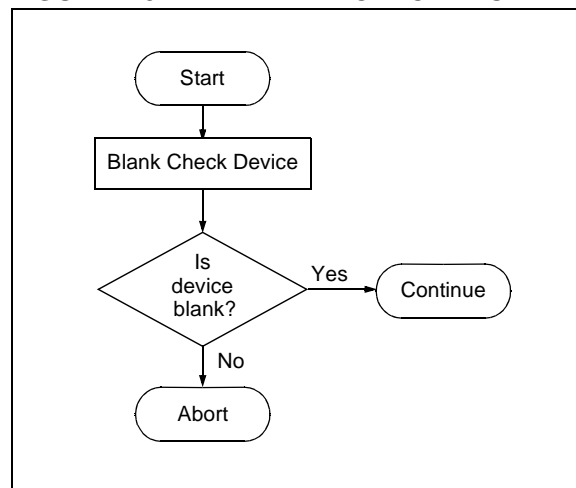 Start
Blank Check Device
Is
device
blank?
Yes
Continue
No
Abort